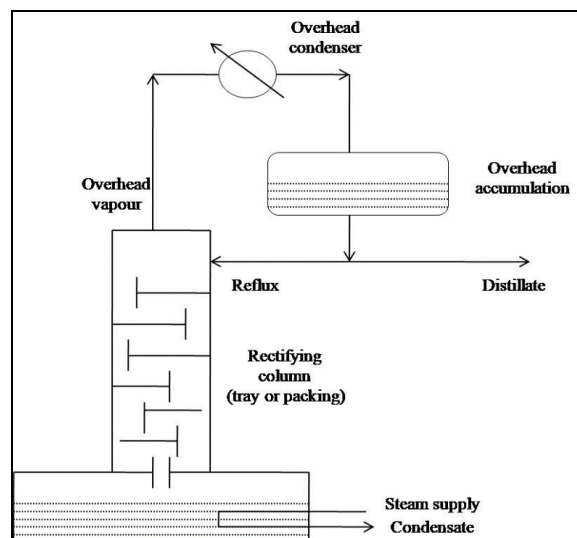 Overhead
condenser
Overhead
vapour
Overhead
accumulation
Reflux
Distillate
Rectifying
column
(tray or packing)
Steam supply
Condensate